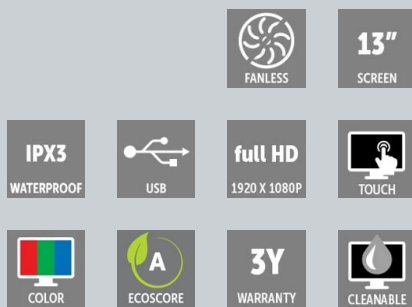 FANLESS
13"
SCREEN
IPX3
WATERPROOF
USB
full HD
1920 X 1080P
TOUCH
COLOR
A
ECOSCORE
3Y
WARRANTY
CLEANABLE